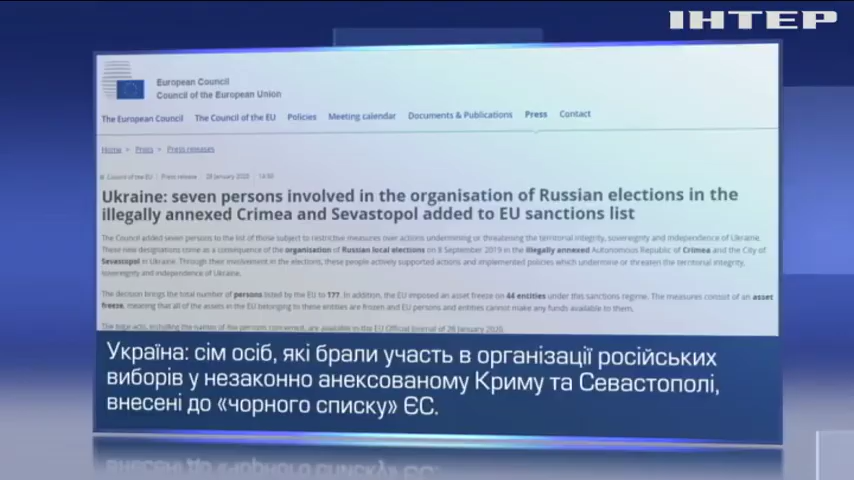 ІНТЕР
European Council
Council of the European Union
The European Council The Council of the EU Policies Meeting calendar Documents & Publications Press Contact
Home > Press > Press releases
Council of the EU Press release 28 January 2020
Ukraine: seven persons involved in the organisation of Russian elections in the
illegally annexed Crimea and Sevastopol added to EU sanctions list
The Council added seven persons to the list of those subject to restrictive measures over actions undermining or threatening the territorial integrity, sovereignty and independence of Ukraine.
These new designations come as a consequence of the organisation of Russian local elections on 8 September 2019 in the illegally annexed Autonomous Republic of Crimea and the City of
Sevastopol in Ukraine. Through their involvement in the elections, these people actively supported actions and implemented policies which undermine or threaten the territorial integrity,
sovereignty and independence of Ukraine.
The decision brings the total number of persons listed by the EU to 177. In addition, the EU imposed an asset freeze on 44 entities under this sanctions regime. The measures consist of an asset
freeze, meaning that all of the assets in the EU belonging to these entities are frozen and EU persons and entities cannot make any funds available to them.
The legal acts, including the names of the persons concerned, are available in the EU Official Journal of 28 January 2020.
Україна: сім осіб, які брали участь в організації російських
виборів у незаконно анексованому Криму та Севастополі,
внесені до «чорного списку» ЄС.